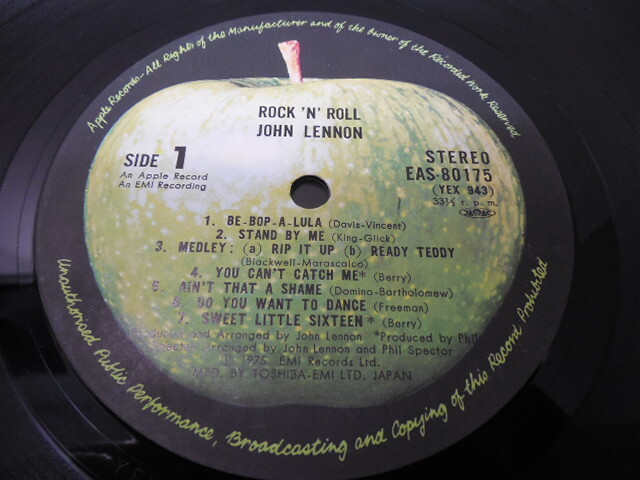 Apple Records-All Rights of the Manufacturer and of the Owner of the Recorded Work Reserved
ROCK 'N' ROLL
JOHN LENNON
SIDE 1
An Apple Record
An EMI Recording
STEREO
EAS-80175
(YEX 943)
33⅓ r. p. m.
1. BE-BOP-A-LULA (Davis-Vincent)
2. STAND BY ME (King-Glick)
3. MEDLEY: (a) RIP IT UP (b) READY TEDDY
(Blackwell-Marascalco)
4. YOU CAN'T CATCH ME* (Berry)
5. AIN'T THAT A SHAME (Domino-Bartholomew)
6. DO YOU WANT TO DANCE (Freeman)
7. SWEET LITTLE SIXTEEN* (Berry)
Produced and Arranged by John Lennon *Produced by Phil
Spector Arranged by John Lennon and Phil Spector
℗ 1975 EMI Records Ltd.
MFD. BY TOSHIBA-EMI LTD. JAPAN
Unauthorised Public Performance, Broadcasting and Copying of this Record Prohibited